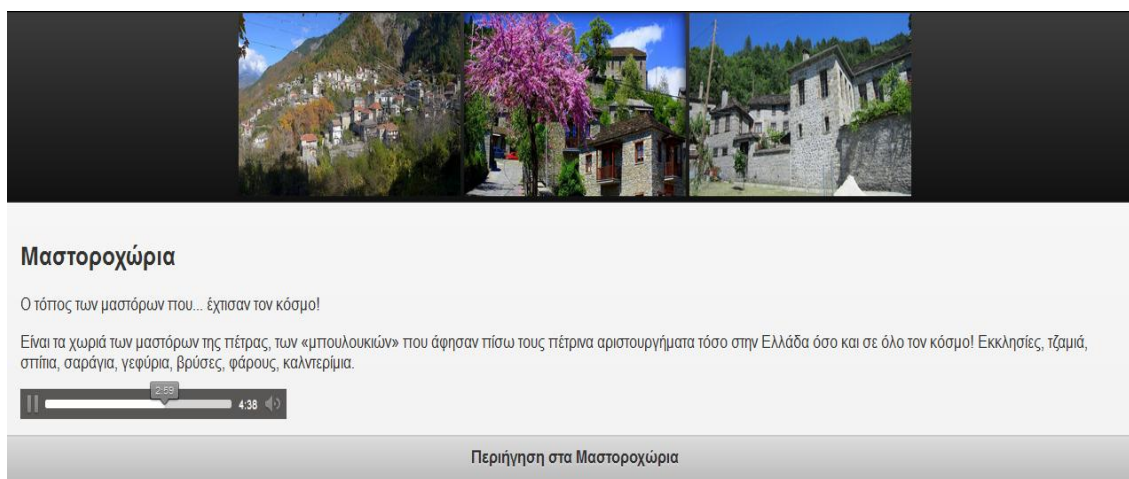 Μαστοροχώρια
Ο τόπος των μαστόρων που... έχτισαν τον κόσμο!
Είναι τα χωριά των μαστόρων της πέτρας, των «μπουλουκιών» που άφησαν πίσω τους πέτρινα αριστουργήματα τόσο στην Ελλάδα όσο και σε όλο τον κόσμο! Εκκλησίες, τζαμιά,
σπίτια, σαράγια, γεφύρια, βρύσες, φάρους, καλντερίμια.
2:59
4:38
Περιήγηση στα Μαστοροχώρια